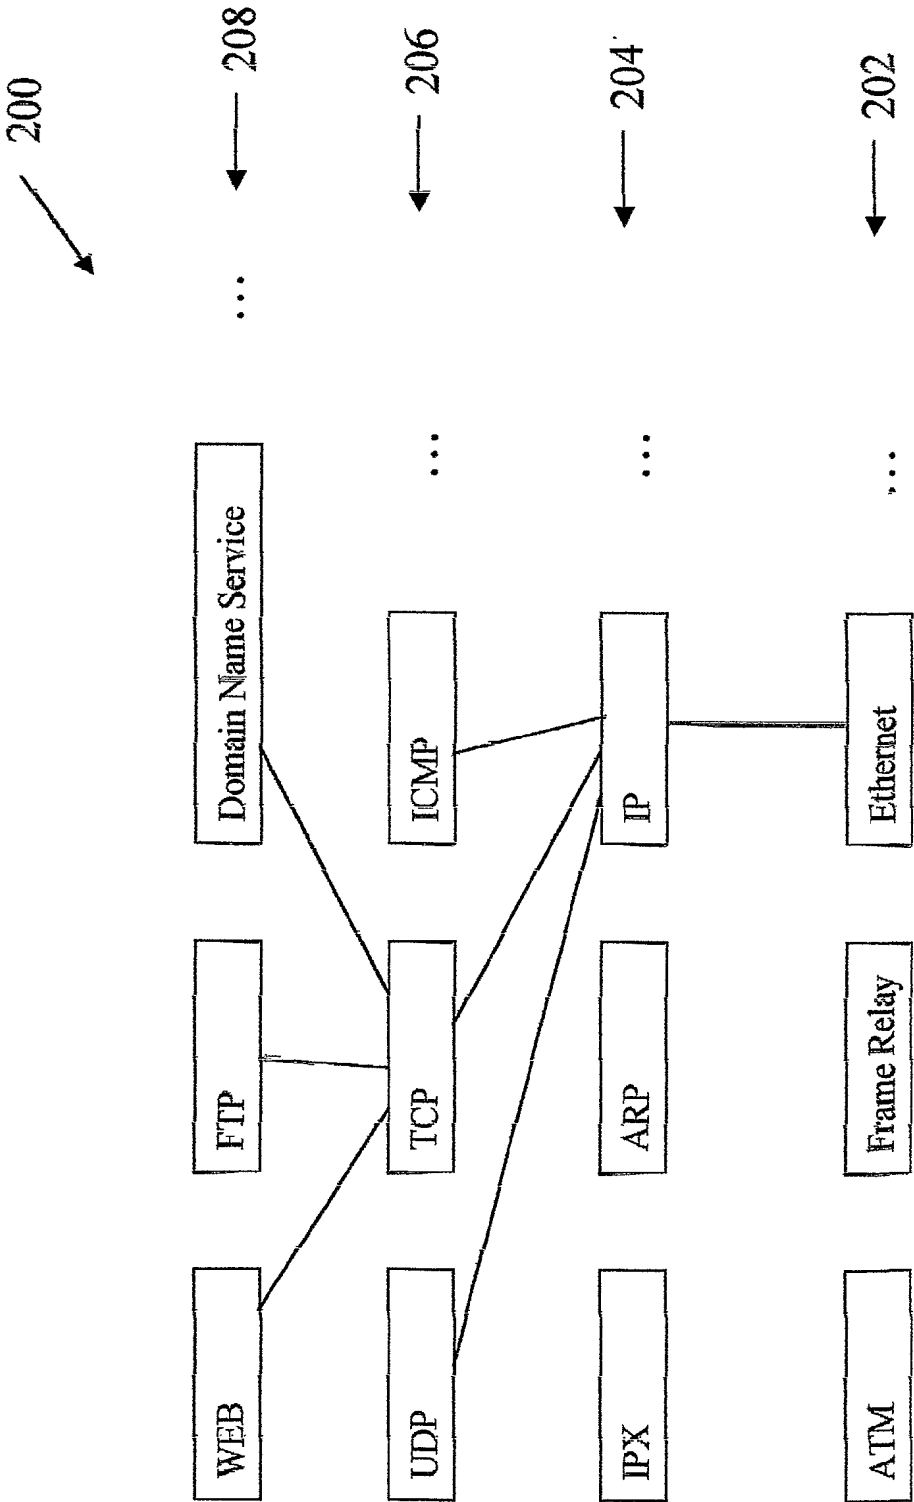 200
WEB
FTP
Domain Name Service
...
208
UDP
TCP
ICMP
...
206
IPX
ARP
IP
...
204
ATM
Frame Relay
Ethernet
...
202